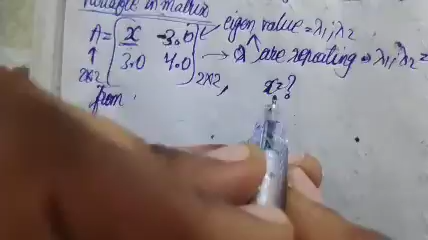 Variable in matrix
A = ( x -3.0 ) eigen value = λ1, λ2
3.0 7.0 2x2, → are repeating → λ1, λ2 =
2x2
x=?
from